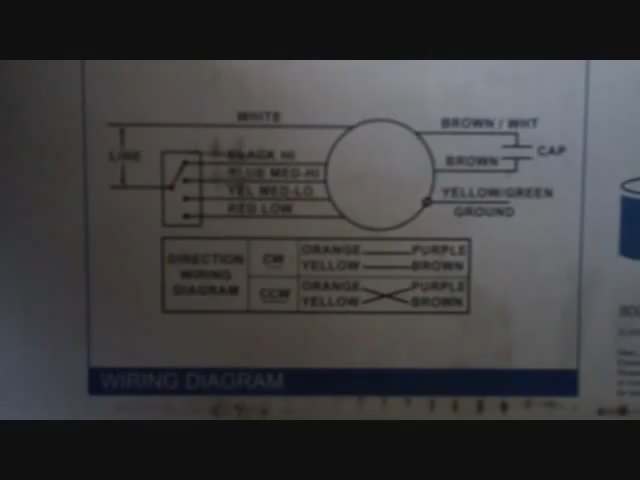 WHITE
BROWN / WHT
LINE
BLACK HI
CAP
BLUE MED-HI
BROWN
YEL MED-LO
YELLOW/GREEN
RED LOW
GROUND
DIRECTION WIRING DIAGRAM
CW
ORANGE PURPLE
YELLOW BROWN
CCW
ORANGE PURPLE
YELLOW BROWN
WIRING DIAGRAM